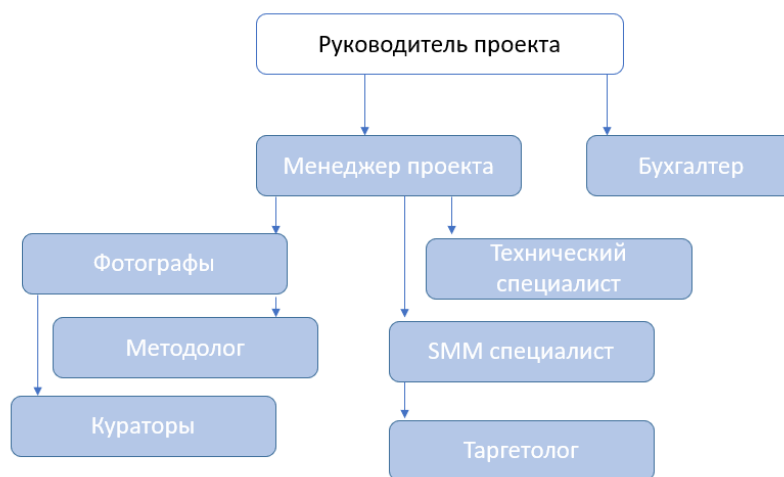 Руководитель проекта
Менеджер проекта
Бухгалтер
Фотографы
Технический
специалист
Методолог
SMM специалист
Кураторы
Таргетолог